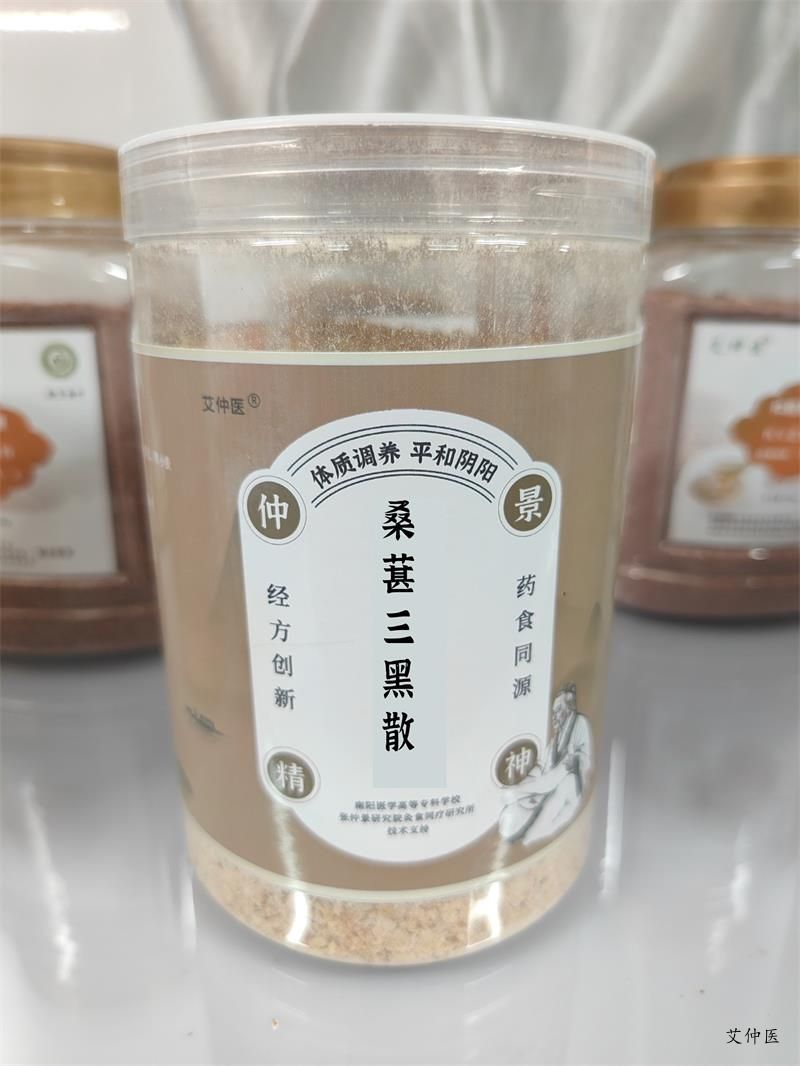 艾仲医®
体质调养 平和阴阳
仲
景
桑葚三黑散
经方创新
药食同源
精
神
南阳医学高等专科学校
张仲景研究院灸食同疗研究所
技术支持
艾仲医